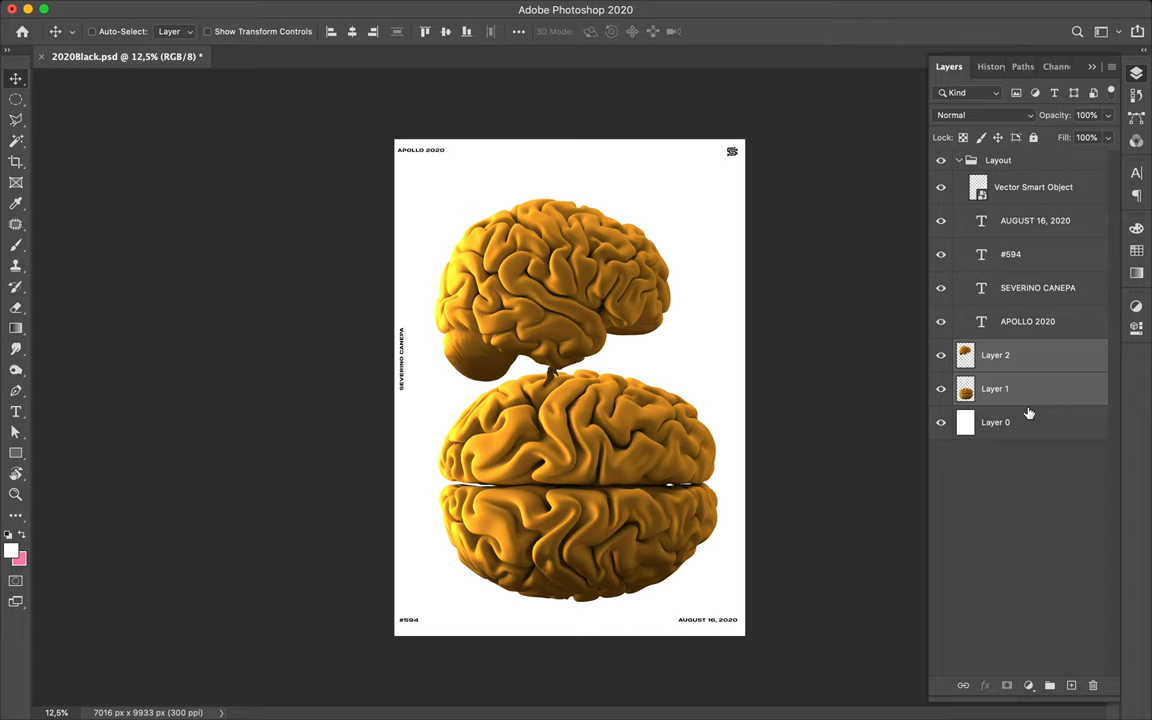 Adobe Photoshop 2020
Auto-Select:
Layer
Show Transform Controls
3D Mode:
2020Black.psd @ 12,5% (RGB/8) *
Layers
History
Paths
Chann
Kind
Normal
Opacity: 100%
Lock:
Fill: 100%
Layout
Vector Smart Object
AUGUST 16, 2020
#594
SEVERINO CANEPA
APOLLO 2020
Layer 2
Layer 1
Layer 0
APOLLO 2020
SEVERINO CANEPA
#594
AUGUST 16, 2020
12,5%
7016 px x 9933 px (300 ppi)